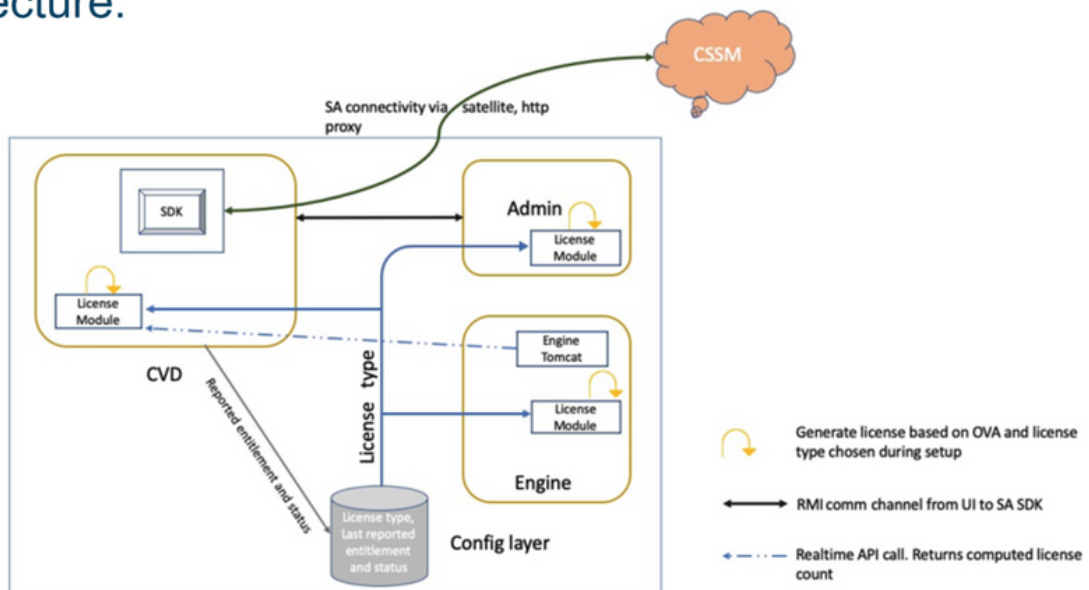 ecture.
CSSM
SA connectivity via satellite, http
proxy
SDK
Admin
License
Module
License
Module
Engine
Tomcat
CVD
License type
License
Module
Reported entitlement and status
Engine
License type,
Last reported
entitlement
and status
Config layer
Generate license based on OVA and license
type chosen during setup
RMI comm channel from UI to SA SDK
Realtime API call. Returns computed license
count